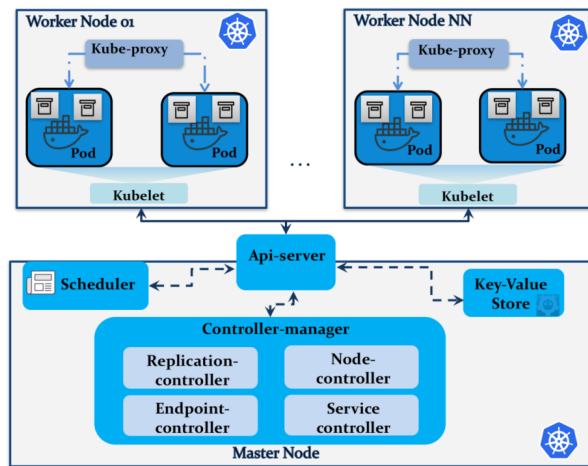 Worker Node 01
Kube-proxy
Pod
Pod
Kubelet
...
Worker Node NN
Kube-proxy
Pod
Pod
Kubelet
Api-server
Scheduler
Key-Value
Store
Controller-manager
Replication-
controller
Node-
controller
Endpoint-
controller
Service
controller
Master Node